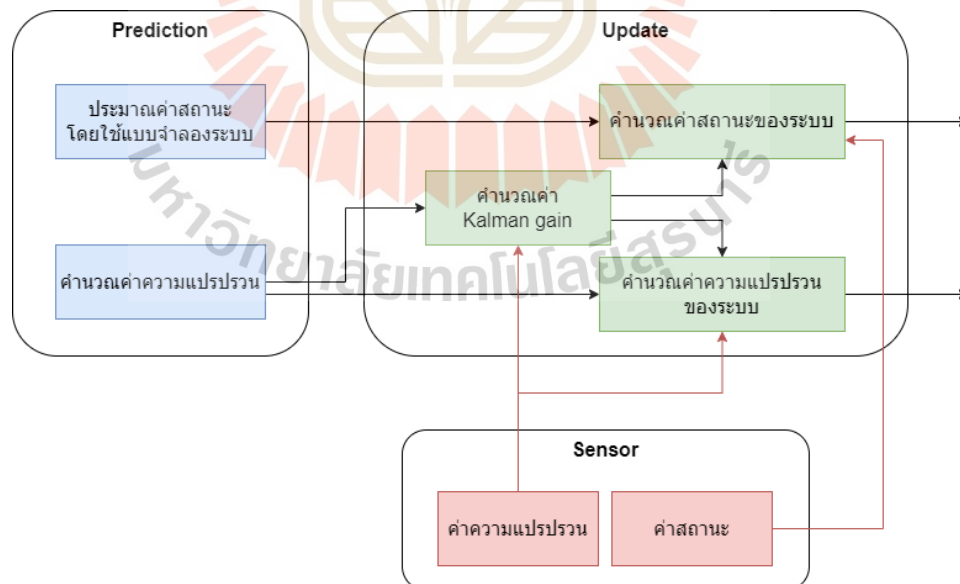 Prediction
Update
ประมาณค่าสถานะ
โดยใช้แบบจำลองระบบ
คำนวณค่าสถานะของระบบ
คำนวณค่า
Kalman gain
คำนวณค่าความแปรปรวน
คำนวณค่าความแปรปรวน
ของระบบ
มหาวิทยาลัยเทคโนโลยีสุรนารี
Sensor
ค่าความแปรปรวน
ค่าสถานะ